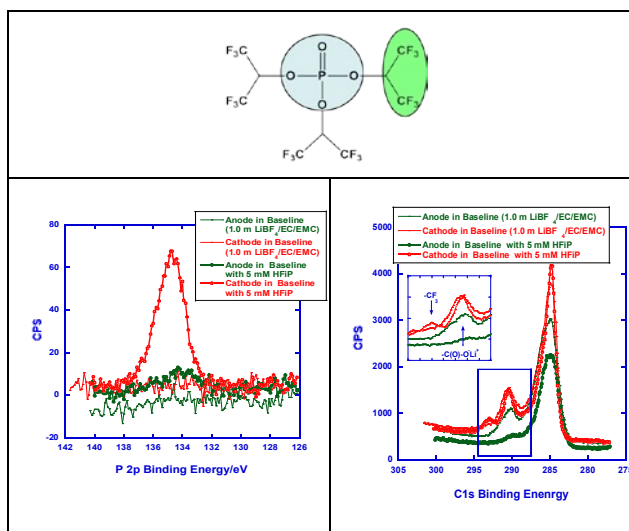 F3C O CF3
O P O
F3C O CF3
F3C CF3
80
60
40
20
0
-20
142 140 138 136 134 132 130 128 126
CPS
P 2p Binding Energy/eV
Anode in Baseline
(1.0 m LiBF4/EC/EMC)
Cathode in Baseline
(1.0 m LiBF4/EC/EMC)
Anode in Baseline
with 5 mM HFiP
Cathode in Baseline
with 5 mM HFiP
Anode in Baseline (1.0 m LiBF4/EC/EMC)
Cathode in Baseline (1.0 m LiBF4/EC/EMC)
Anode in Baseline with 5 mM HFiP
Cathode in Baseline with 5 mM HFiP
5000
4000
3000
2000
1000
0
-CF3
-C(O)-OLi+
305 300 295 290 285 280 275
CPS
C1s Binding Enenrgy